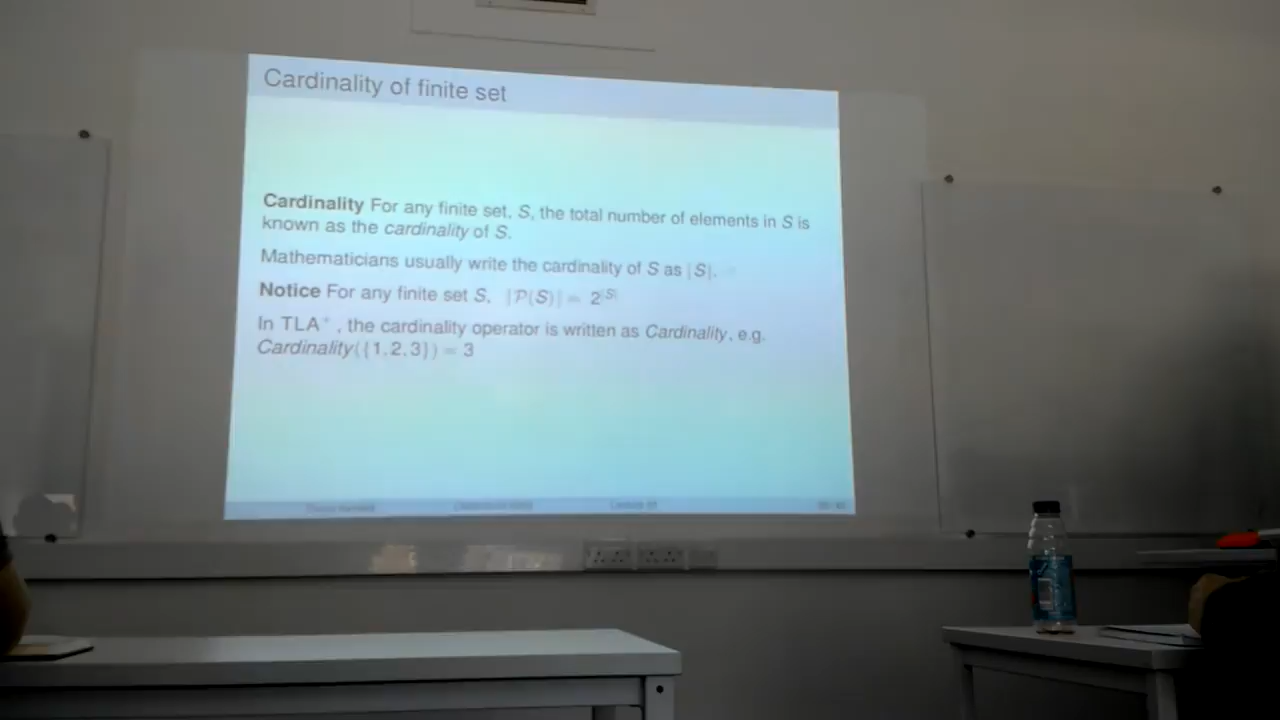 Cardinality of finite set
Cardinality For any finite set, S, the total number of elements in S is
known as the cardinality of S.
Mathematicians usually write the cardinality of S as |S|.
Notice For any finite set S, |𝒫(S)| = 2^|S|
In TLA⁺, the cardinality operator is written as Cardinality, e.g.
Cardinality({1,2,3}) = 3